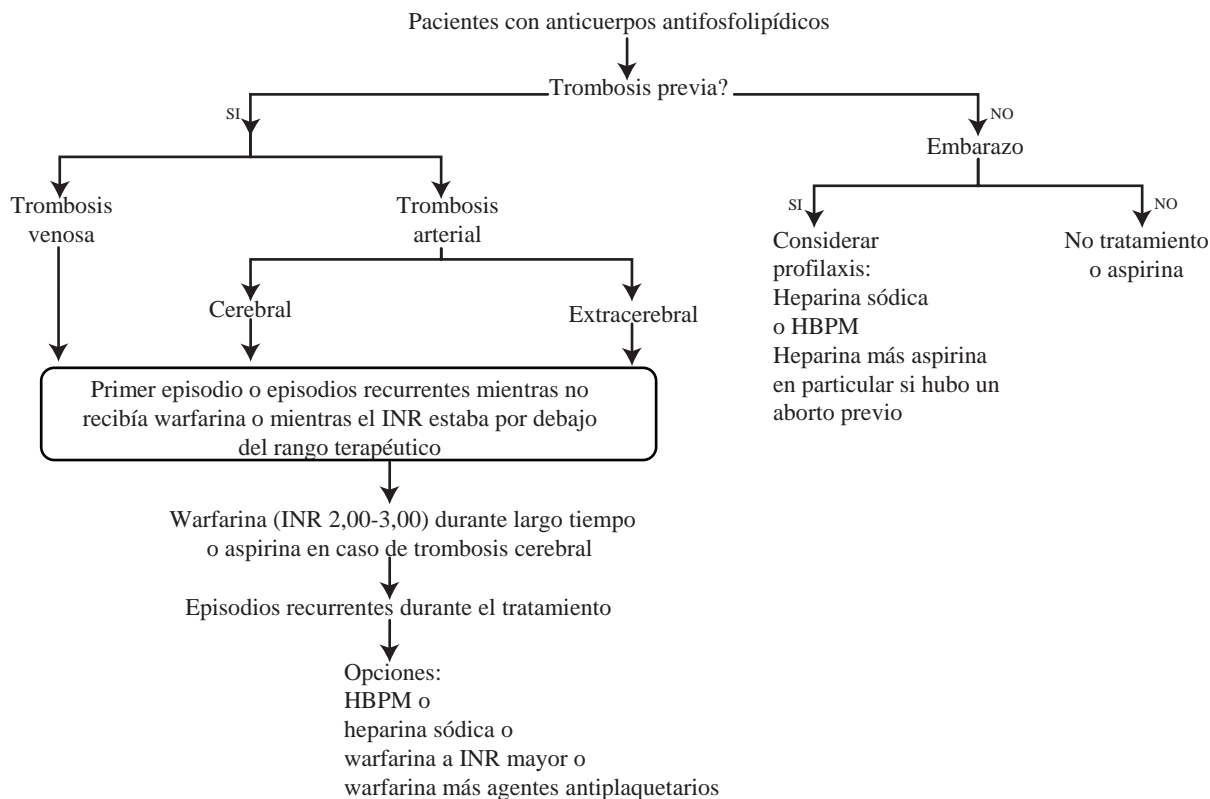 Pacientes con anticuerpos antifosfolipídicos
Trombosis previa?
SI
NO
Embarazo
Trombosis
venosa
Trombosis
arterial
SI
NO
Considerar
profilaxis:
Heparina sódica
o HBPM
Heparina más aspirina
en particular si hubo un
aborto previo
No tratamiento
o aspirina
Cerebral
Extracerebral
Primer episodio o episodios recurrentes mientras no
recibía warfarina o mientras el INR estaba por debajo
del rango terapéutico
Warfarina (INR 2,00-3,00) durante largo tiempo
o aspirina en caso de trombosis cerebral
Episodios recurrentes durante el tratamiento
Opciones:
HBPM o
heparina sódica o
warfarina a INR mayor o
warfarina más agentes antiplaquetarios